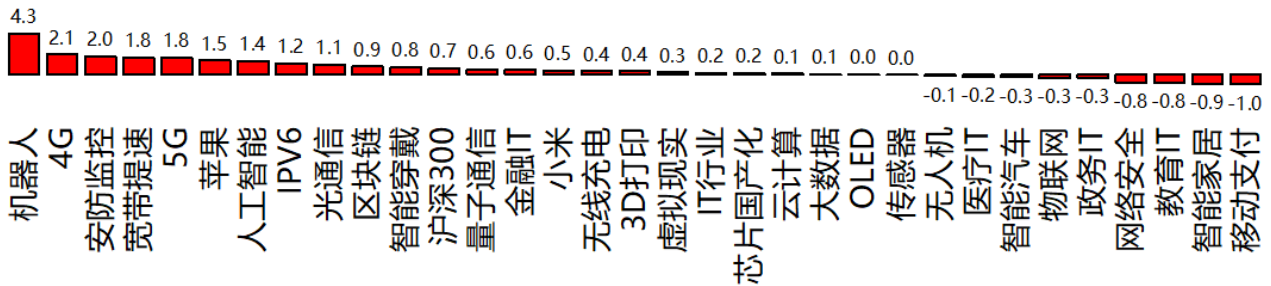 4.3
2.1
2.0
1.8
1.8
1.5
1.4
1.2
1.1
0.9
0.8
0.7
0.6
0.6
0.5
0.4
0.4
0.3
0.2
0.2
0.1
0.1
0.0
0.0
-0.1
-0.2
-0.3
-0.3
-0.3
-0.8
-0.8
-0.9
-1.0
机器人
4G
安防监控
宽带提速
5G
苹果
人工智能
IPV6
光通信
区块链
智能穿戴
沪深300
量子通信
金融IT
小米
无线充电
3D打印
虚拟现实
IT行业
芯片国产化
云计算
大数据
OLED
传感器
无人机
医疗IT
智能汽车
物联网
政务IT
网络安全
教育IT
智能家居
移动支付